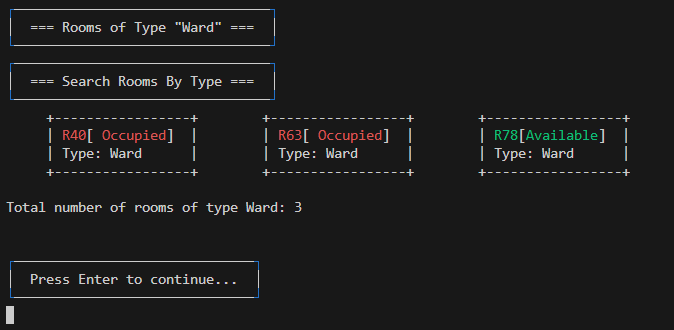 === Rooms of Type "Ward" ===
=== Search Rooms By Type ===
+-----------------+ +-----------------+ +-----------------+
| R40[ Occupied] | | R63[ Occupied] | | R78[Available] |
| Type: Ward | | Type: Ward | | Type: Ward |
+-----------------+ +-----------------+ +-----------------+
Total number of rooms of type Ward: 3
Press Enter to continue...